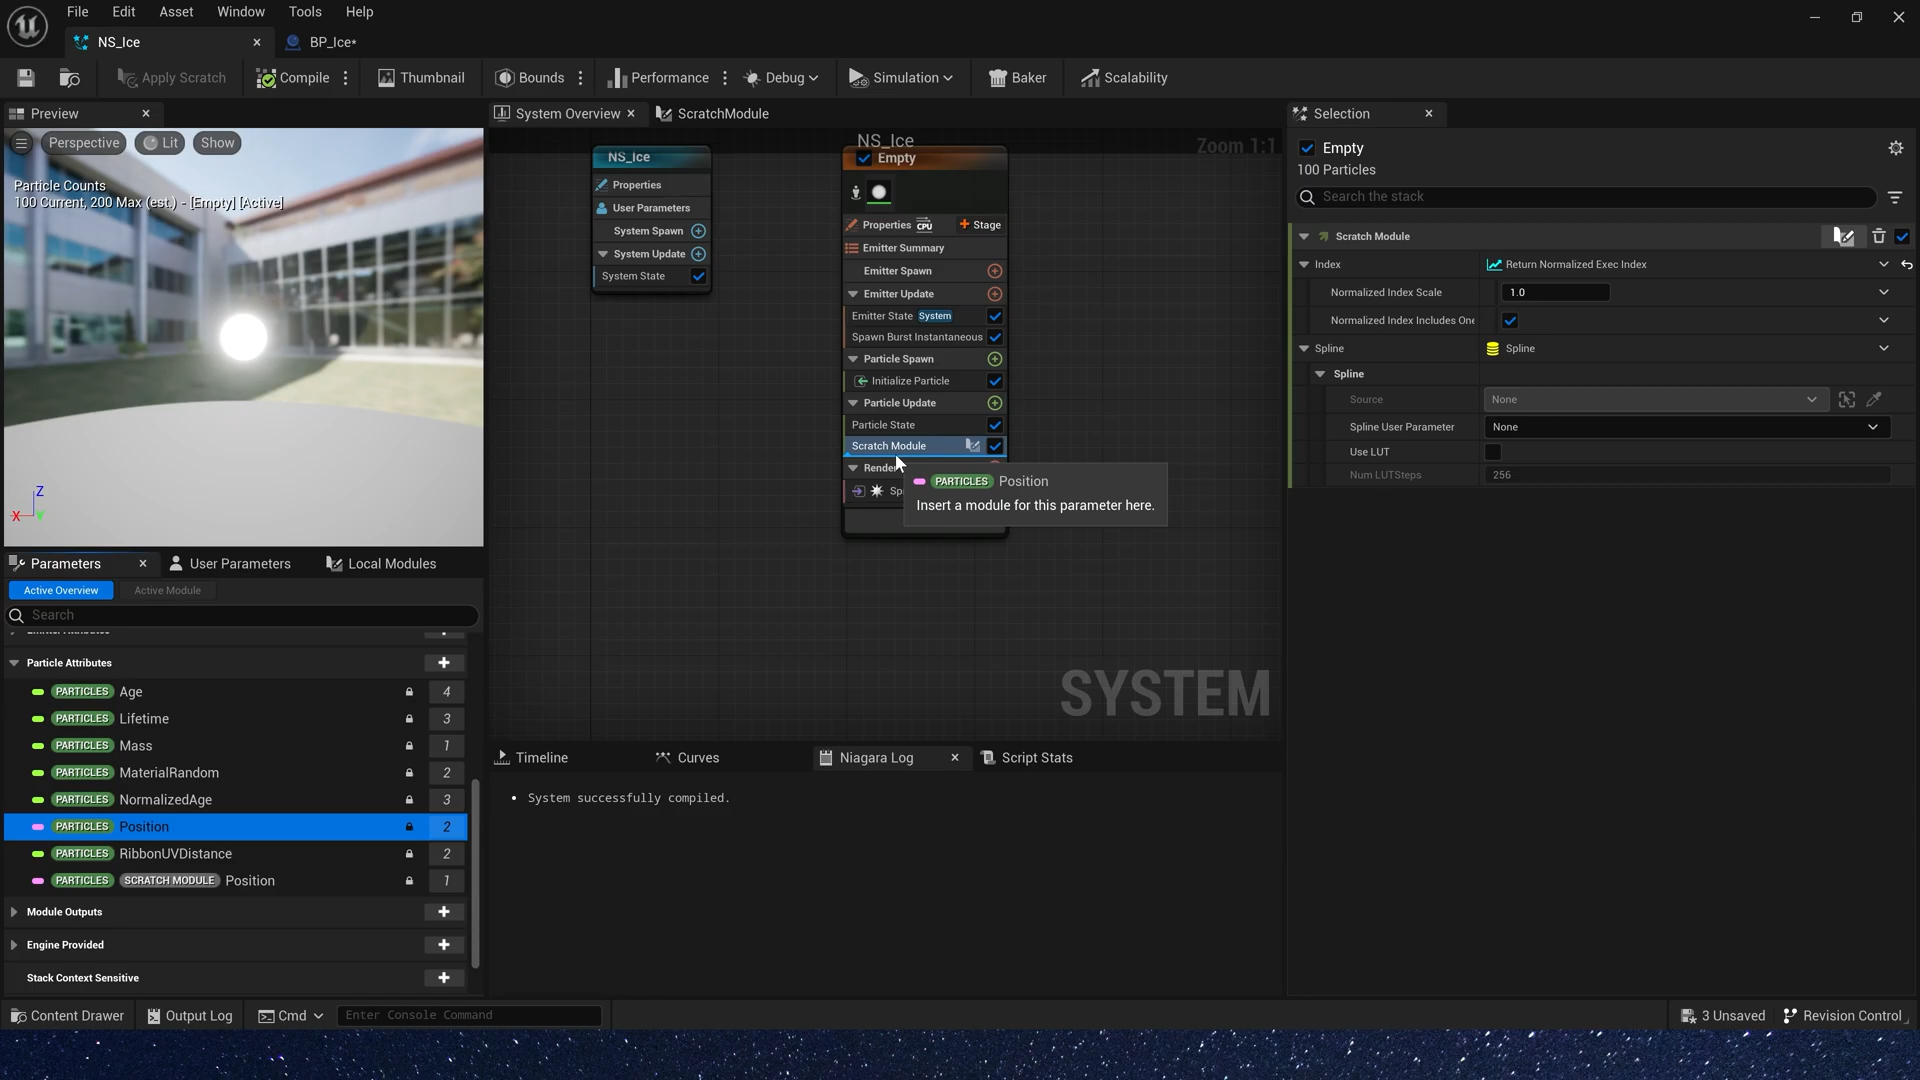 File Edit Asset Window Tools Help
NS_Ice
BP_Ice*
Apply Scratch
Compile
Thumbnail
Bounds
Performance
Debug
Simulation
Baker
Scalability
Preview
Perspective
Lit
Show
Particle Counts
100 Current, 200 Max (est.) - [Empty] [Active]
Z
X
Y
Parameters
User Parameters
Local Modules
Active Overview
Active Module
Search
Particle Attributes
PARTICLES Age 4
PARTICLES Lifetime 3
PARTICLES Mass 1
PARTICLES MaterialRandom 2
PARTICLES NormalizedAge 3
PARTICLES Position 2
PARTICLES RibbonUVDistance 2
PARTICLES SCRATCH MODULE Position 1
Module Outputs
Engine Provided
Stack Context Sensitive
System Overview
ScratchModule
NS_Ice
Zoom 1:1
NS_Ice
Properties
User Parameters
System Spawn
System Update
System State
Empty
Properties CPU + Stage
Emitter Summary
Emitter Spawn
Emitter Update
Emitter State System
Spawn Burst Instantaneous
Particle Spawn
Initialize Particle
Particle Update
Particle State
Scratch Module
Render
Sp
PARTICLES Position
Insert a module for this parameter here.
SYSTEM
Timeline
Curves
Niagara Log
Script Stats
• System successfully compiled.
Selection
Empty
100 Particles
Search the stack
Scratch Module
Index Return Normalized Exec Index
Normalized Index Scale 1.0
Normalized Index Includes One
Spline Spline
Spline
Source None
Spline User Parameter None
Use LUT
Num LUTSteps 256
Content Drawer
Output Log
Cmd
Enter Console Command
3 Unsaved
Revision Control